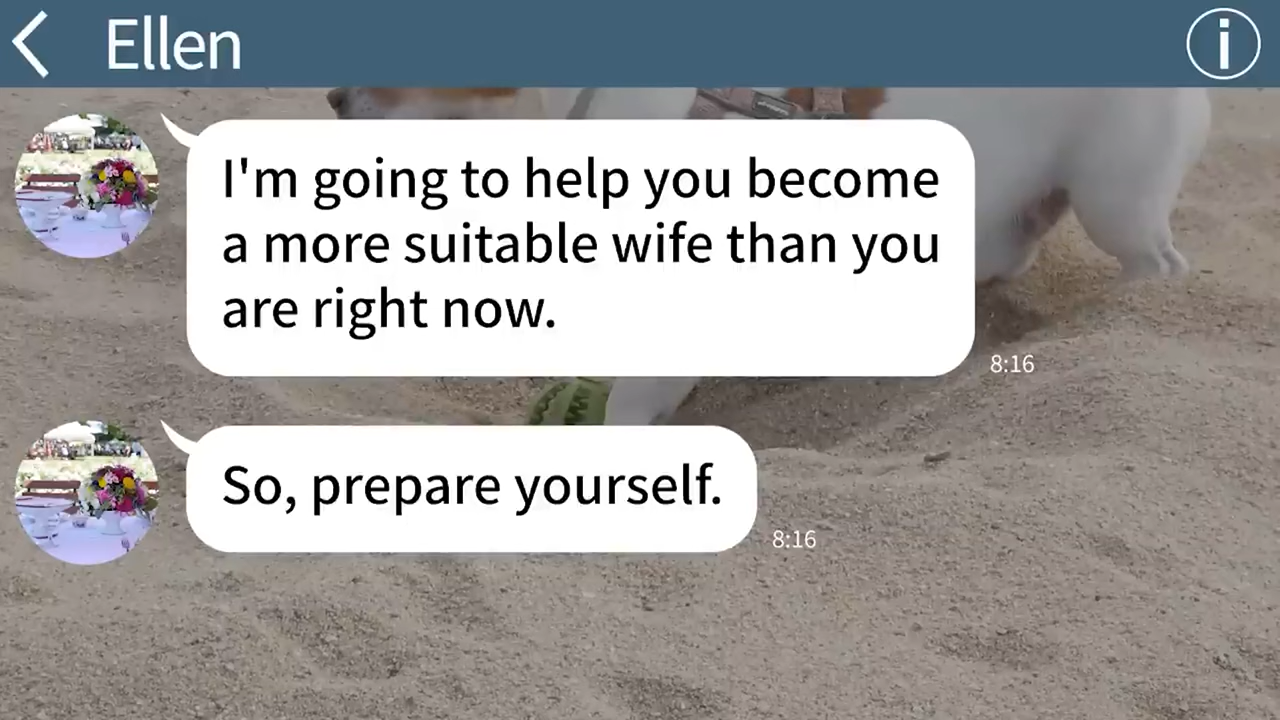 Ellen
I'm going to help you become
a more suitable wife than you
are right now.
8:16
So, prepare yourself.
8:16